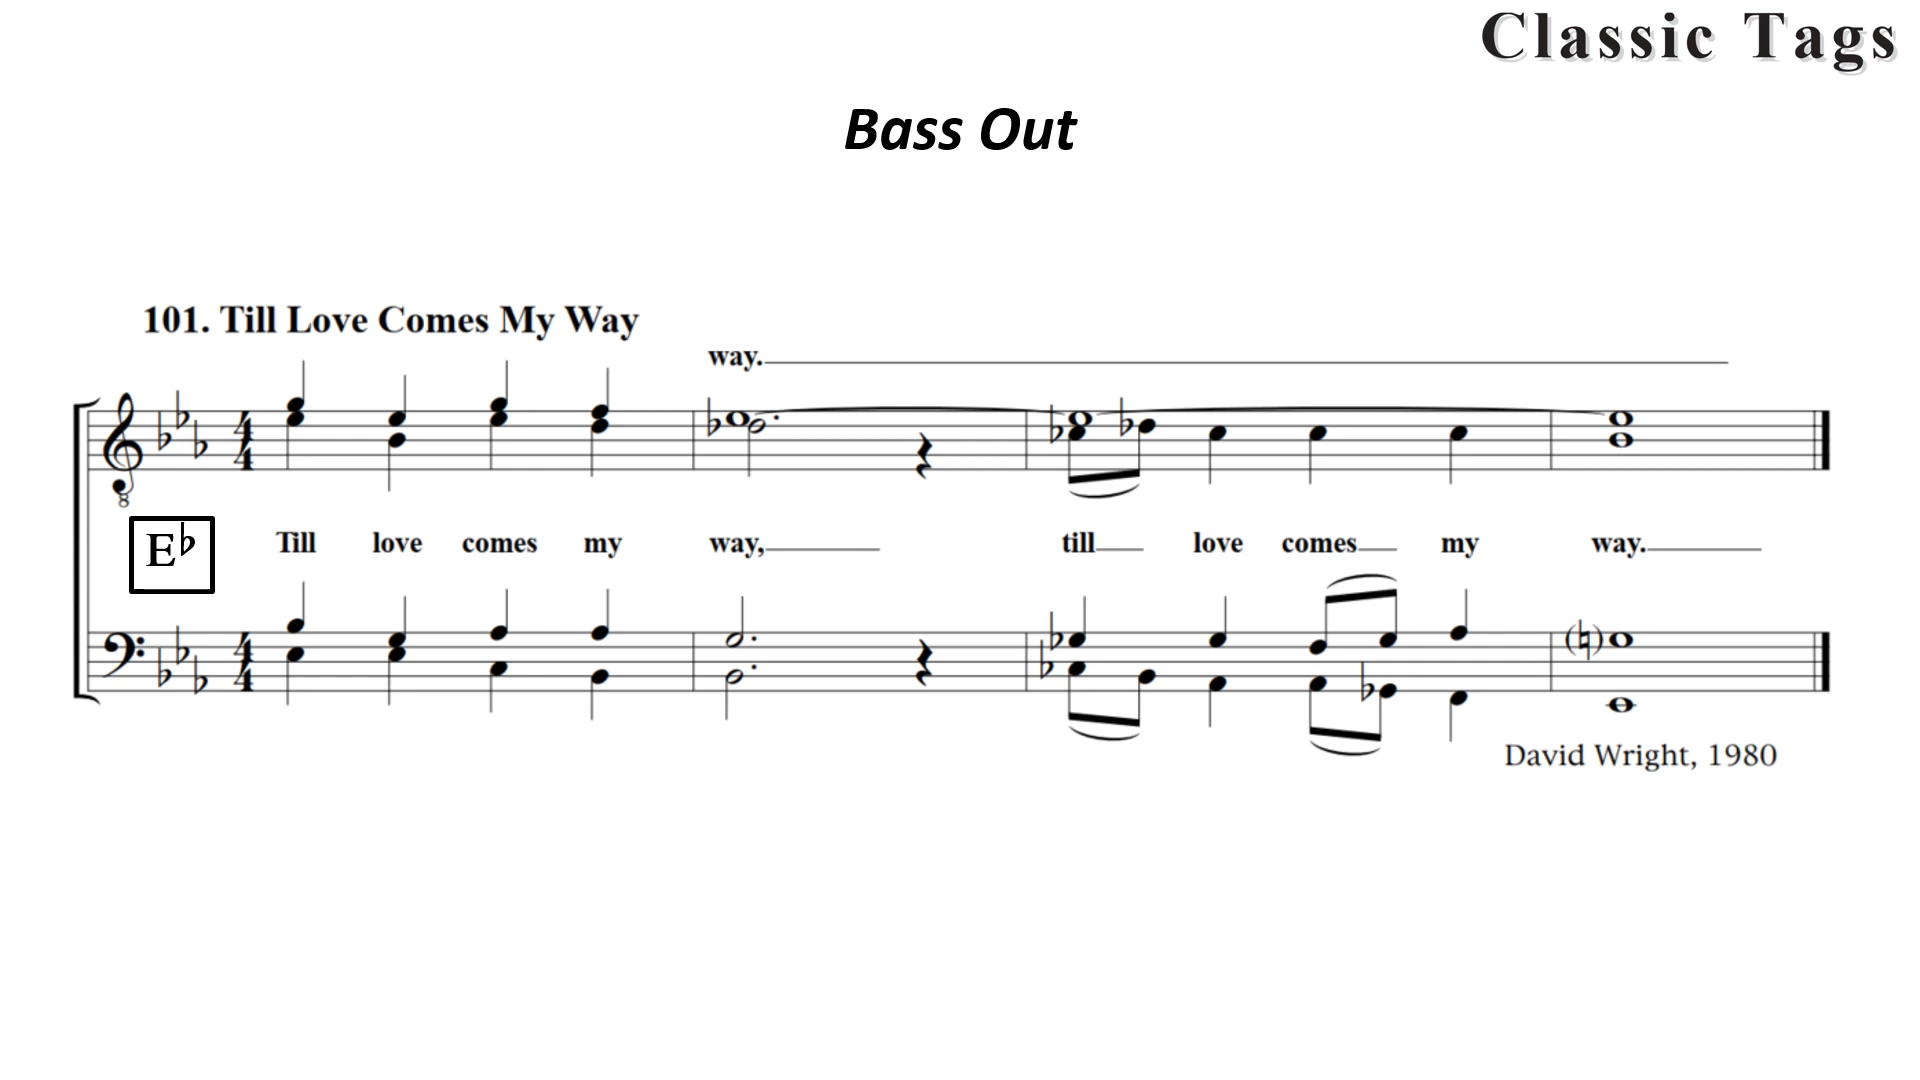 Classic Tags
Bass Out
101. Till Love Comes My Way
way.
8
E♭
Till love comes my way, till love comes my way.
David Wright, 1980